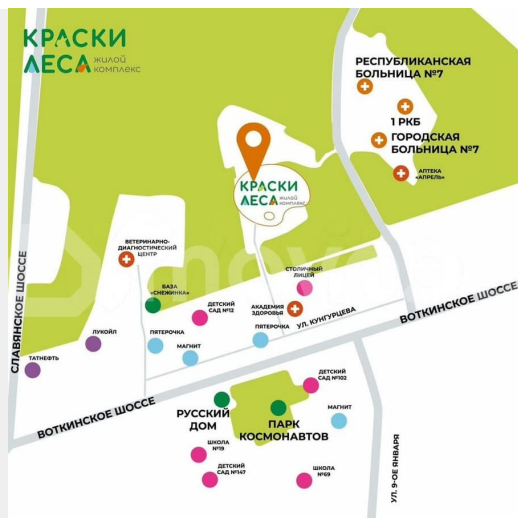 КРАСКИ
ЛЕСА жилой
комплекс
РЕСПУБЛИКАНСКАЯ
БОЛЬНИЦА №7
1 РКБ
ГОРОДСКАЯ
БОЛЬНИЦА №7
АПТЕКА
«АПРЕЛЬ»
КРАСКИ
ЛЕСА жилой
комплекс
ВЕТЕРИНАРНО-
ДИАГНОСТИЧЕСКИЙ
ЦЕНТР
СТОЛИЧНЫЙ
ЛИЦЕЙ
БАЗА
«СНЕЖИНКА»
ДЕТСКИЙ
САД №12
АКАДЕМИЯ
ЗДОРОВЬЯ
УЛ. КУНГУРЦЕВА
ВОТКИНСКОЕ ШОССЕ
СЛАВЯНСКОЕ ШОССЕ
ЛУКОЙЛ
ПЯТЕРОЧКА
ПЯТЕРОЧКА
МАГНИТ
ТАТНЕФТЬ
ДЕТСКИЙ
САД №102
ВОТКИНСКОЕ ШОССЕ
РУССКИЙ
ДОМ
ПАРК
КОСМОНАВТОВ
МАГНИТ
ШКОЛА
№19
ДЕТСКИЙ
САД №147
ШКОЛА
№69
УЛ. 9-ОЕ ЯНВАРЯ